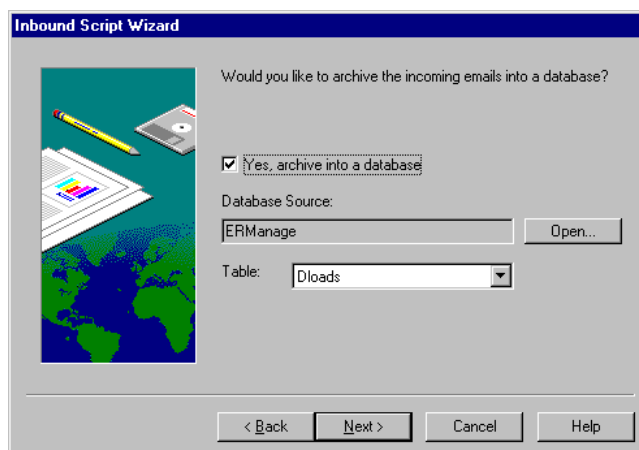 Inbound Script Wizard
Would you like to archive the incoming emails into a database?
Yes, archive into a database
Database Source:
ERManage
Open...
Table:
Dloads
< Back
Next >
Cancel
Help